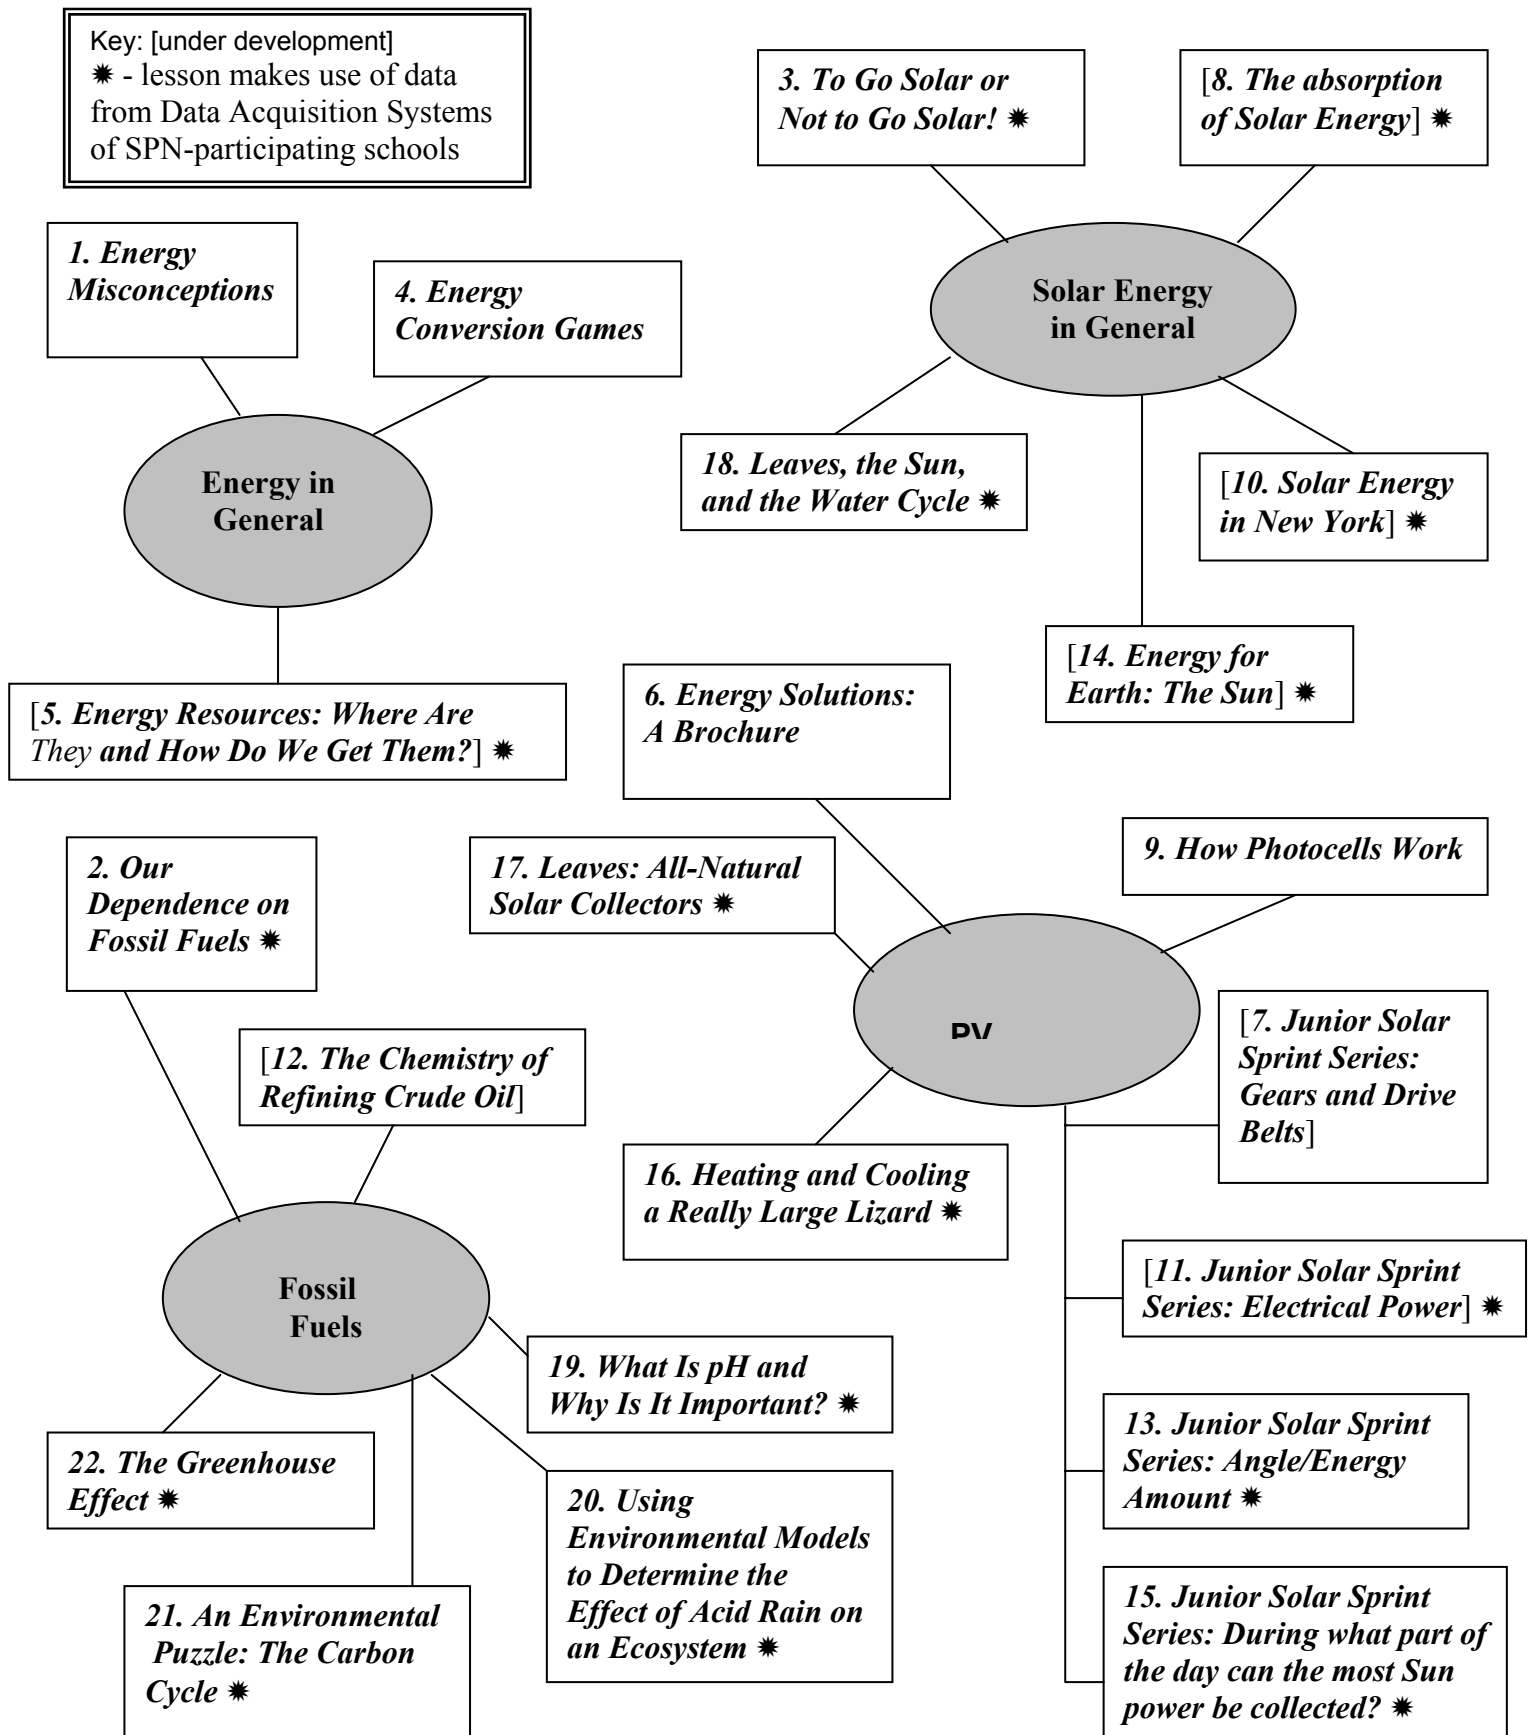 Key: [under development]
✹ - lesson makes use of data
from Data Acquisition Systems
of SPN-participating schools
3. To Go Solar or
Not to Go Solar! ✹
[8. The absorption
of Solar Energy] ✹
1. Energy
Misconceptions
4. Energy
Conversion Games
Solar Energy
in General
Energy in
General
18. Leaves, the Sun,
and the Water Cycle ✹
[10. Solar Energy
in New York] ✹
[14. Energy for
Earth: The Sun] ✹
[5. Energy Resources: Where Are
They and How Do We Get Them?] ✹
6. Energy Solutions:
A Brochure
2. Our
Dependence on
Fossil Fuels ✹
17. Leaves: All-Natural
Solar Collectors ✹
9. How Photocells Work
PV
[7. Junior Solar
Sprint Series:
Gears and Drive
Belts]
[12. The Chemistry of
Refining Crude Oil]
16. Heating and Cooling
a Really Large Lizard ✹
Fossil
Fuels
[11. Junior Solar Sprint
Series: Electrical Power] ✹
19. What Is pH and
Why Is It Important? ✹
13. Junior Solar Sprint
Series: Angle/Energy
Amount ✹
22. The Greenhouse
Effect ✹
20. Using
Environmental Models
to Determine the
Effect of Acid Rain on
an Ecosystem ✹
21. An Environmental
Puzzle: The Carbon
Cycle ✹
15. Junior Solar Sprint
Series: During what part of
the day can the most Sun
power be collected? ✹